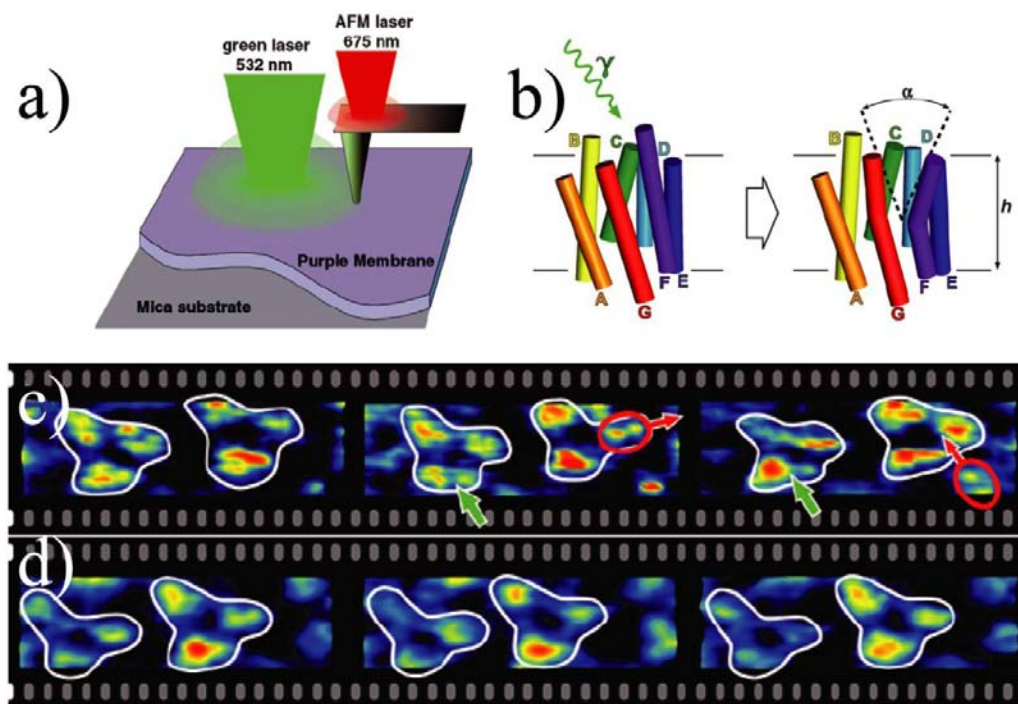 a)
green laser
532 nm
AFM laser
675 nm
Purple Membrane
Mica substrate
b)
γ
B
C
D
A
G
F
E
α
B
C
D
h
A
G
F
E
c)
d)